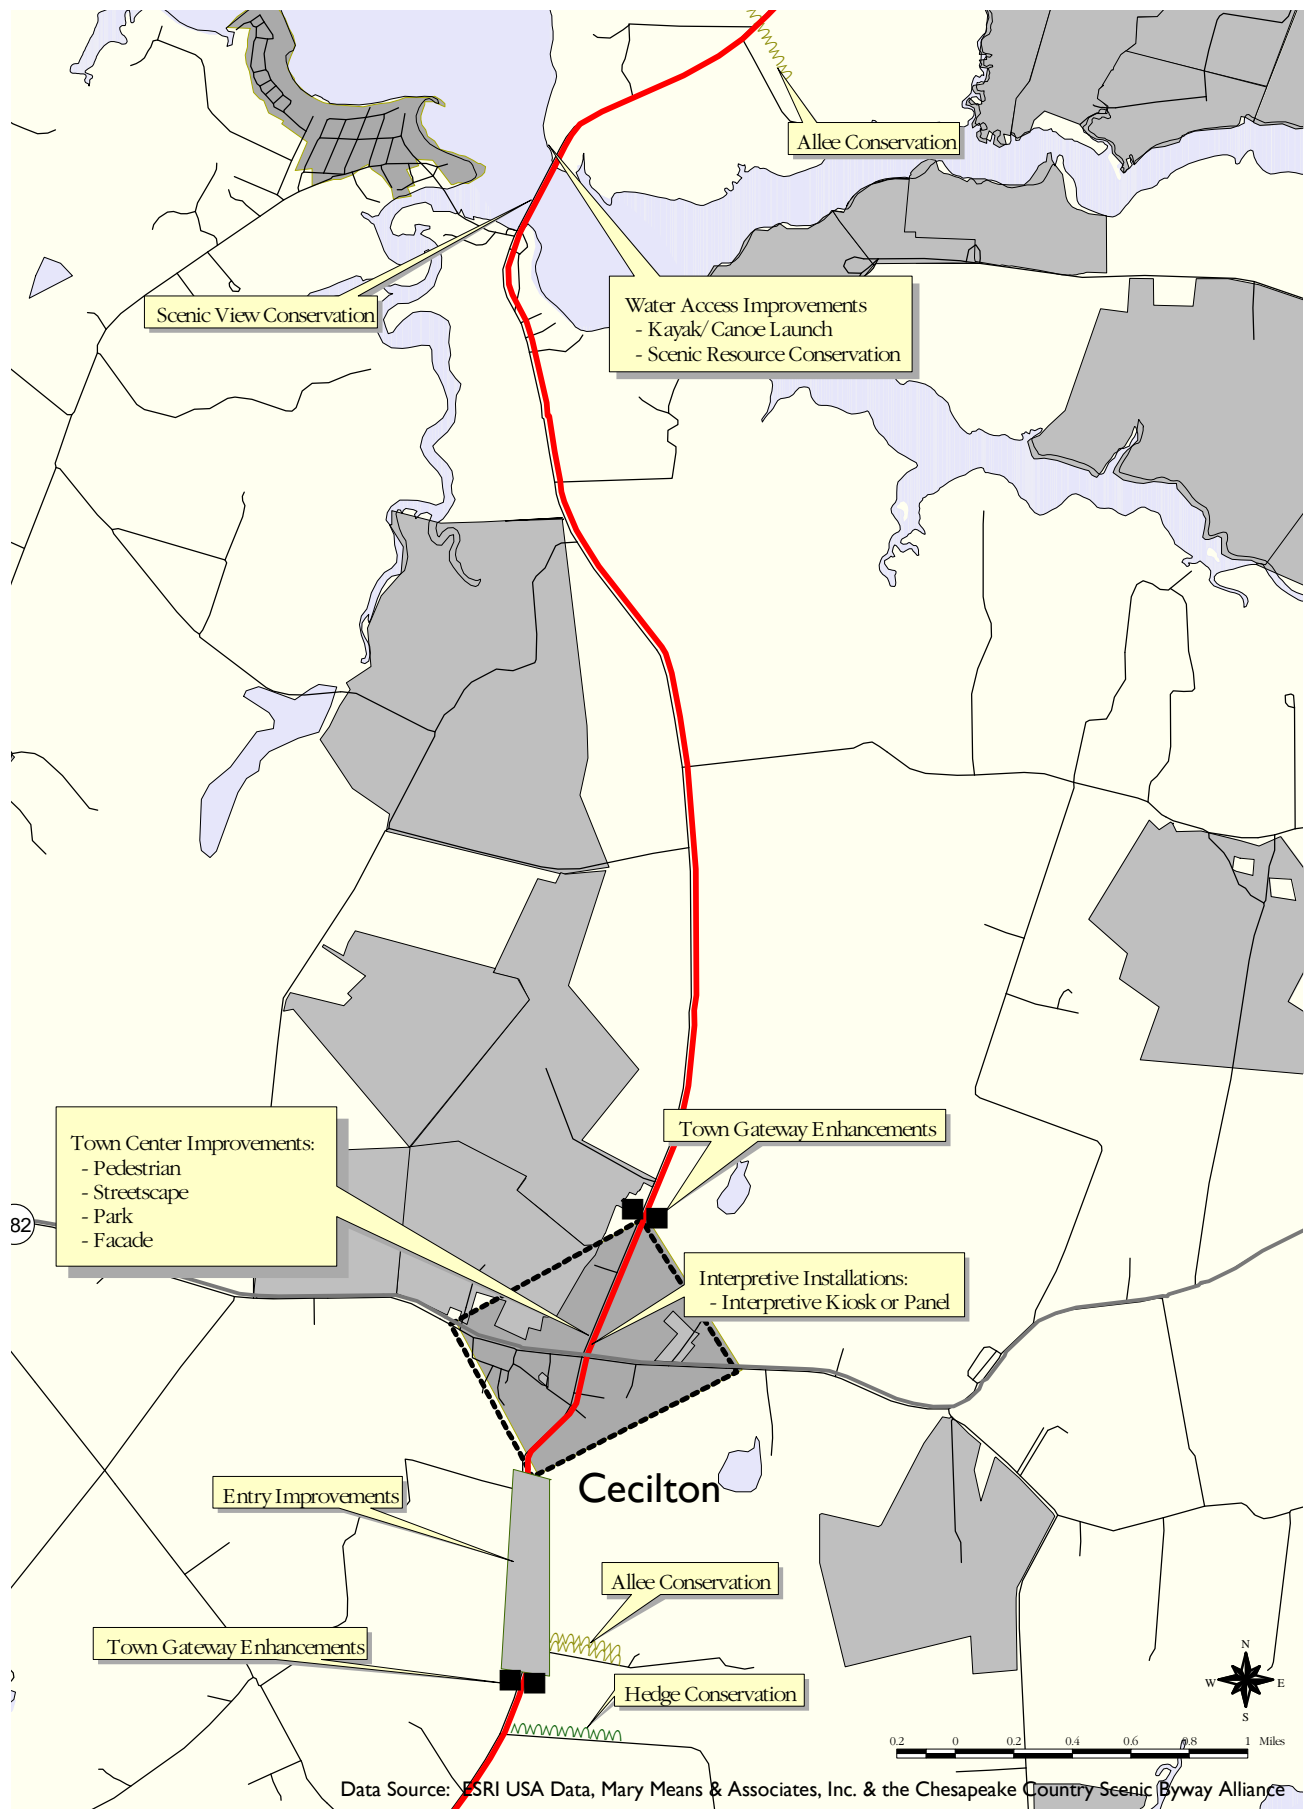 Allee Conservation
Scenic View Conservation
Water Access Improvements
- Kayak/Canoe Launch
- Scenic Resource Conservation
Town Gateway Enhancements
Town Center Improvements:
- Pedestrian
- Streetscape
- Park
- Facade
82
Interpretive Installations:
- Interpretive Kiosk or Panel
Cecilton
Entry Improvements
Allee Conservation
Town Gateway Enhancements
Hedge Conservation
N
W E
S
0.2 0 0.2 0.4 0.6 0.8 1 Miles
Data Source: ESRI USA Data, Mary Means & Associates, Inc. & the Chesapeake Country Scenic Byway Alliance